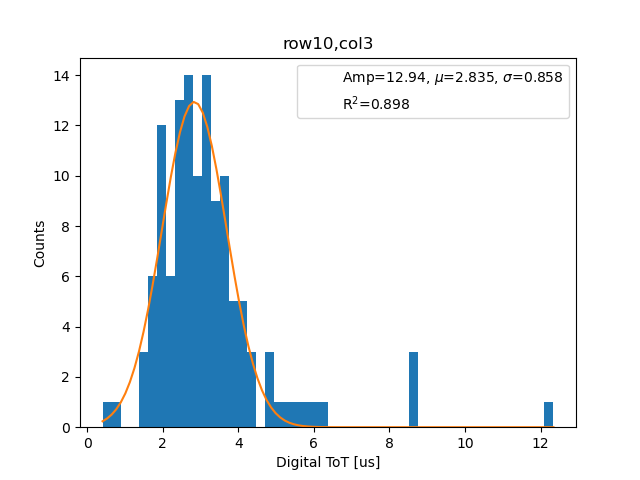 row10,col3
Amp=12.94, μ=2.835, σ=0.858
R²=0.898
14
12
10
8
6
4
2
0
Counts
0 2 4 6 8 10 12
Digital ToT [us]